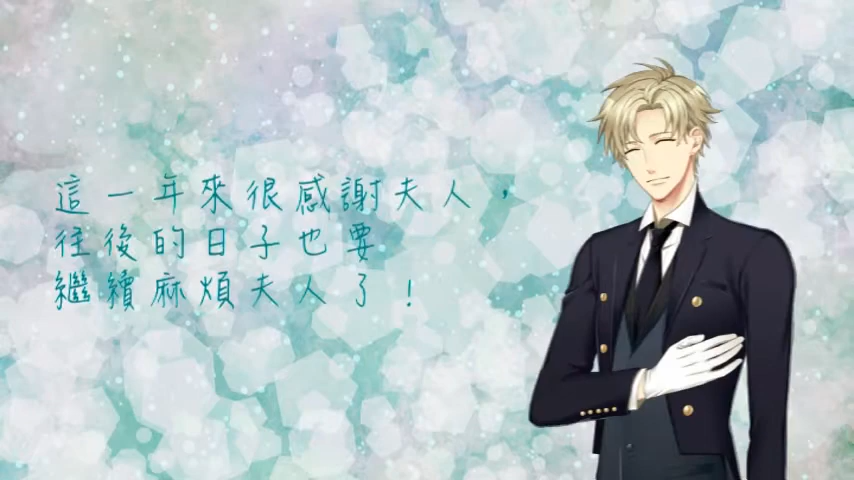 這一年來很感謝夫人，
往後的日子也要
繼續麻煩夫人了！